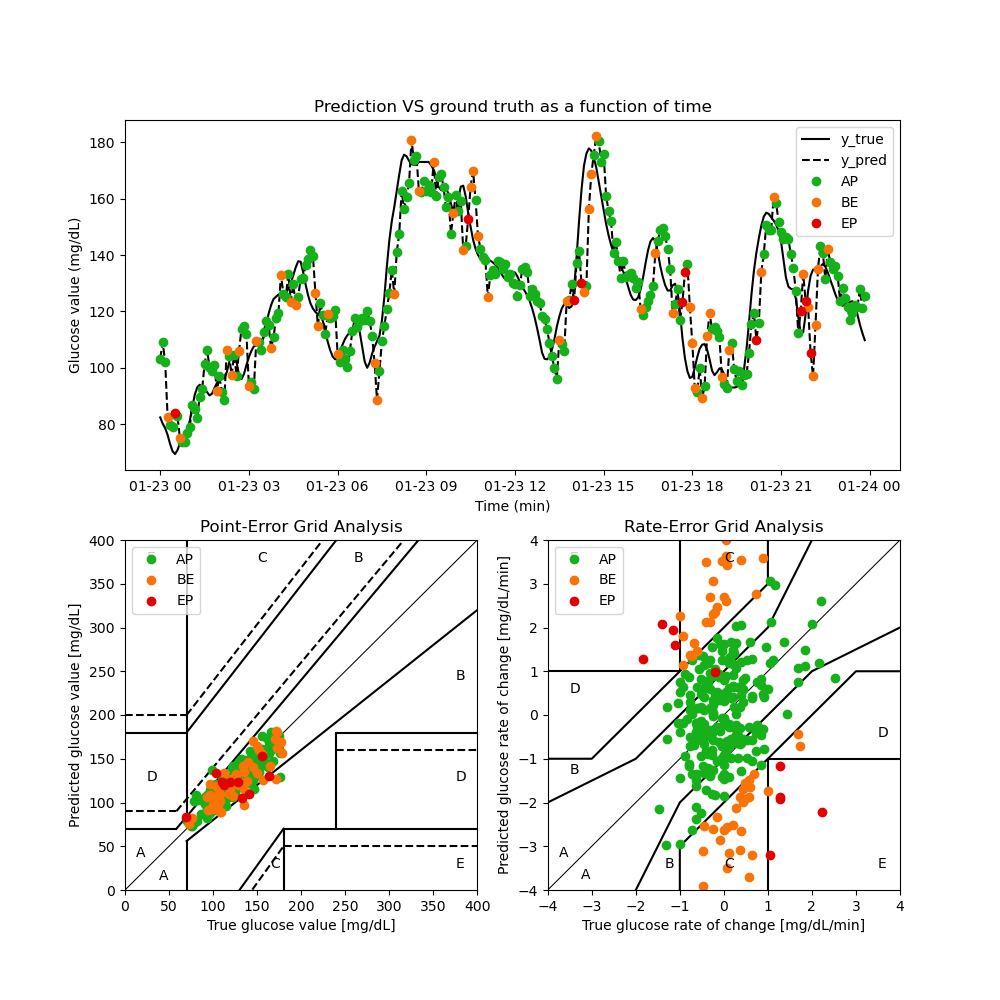 Prediction VS ground truth as a function of time
Glucose value (mg/dL)
180
160
140
120
100
80
y_true
y_pred
AP
BE
EP
01-23 00 01-23 03 01-23 06 01-23 09 01-23 12 01-23 15 01-23 18 01-23 21 01-24 00
Time (min)
Point-Error Grid Analysis
Predicted glucose value [mg/dL]
400
350
300
250
200
150
100
50
0
AP
BE
EP
C B
B
D D
A
A
C E
0 50 100 150 200 250 300 350 400
True glucose value [mg/dL]
Rate-Error Grid Analysis
Predicted glucose rate of change [mg/dL/min]
4
3
2
1
0
−1
−2
−3
−4
AP
BE
EP
C
D
D
B
A
A
B C E
−4 −3 −2 −1 0 1 2 3 4
True glucose rate of change [mg/dL/min]